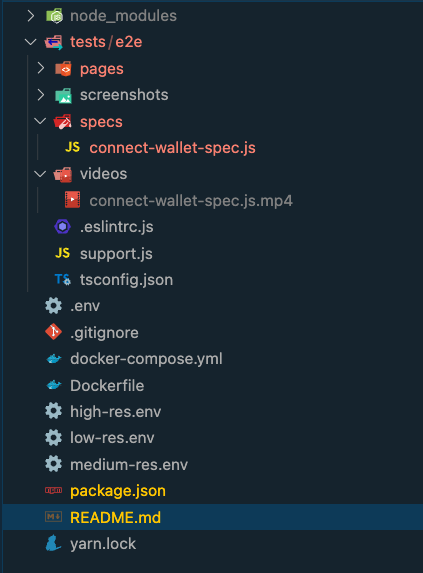 node_modules
tests/e2e
pages
screenshots
specs
JS connect-wallet-spec.js
videos
connect-wallet-spec.js.mp4
.eslintrc.js
JS support.js
TS tsconfig.json
.env
.gitignore
docker-compose.yml
Dockerfile
high-res.env
low-res.env
medium-res.env
package.json
README.md
yarn.lock